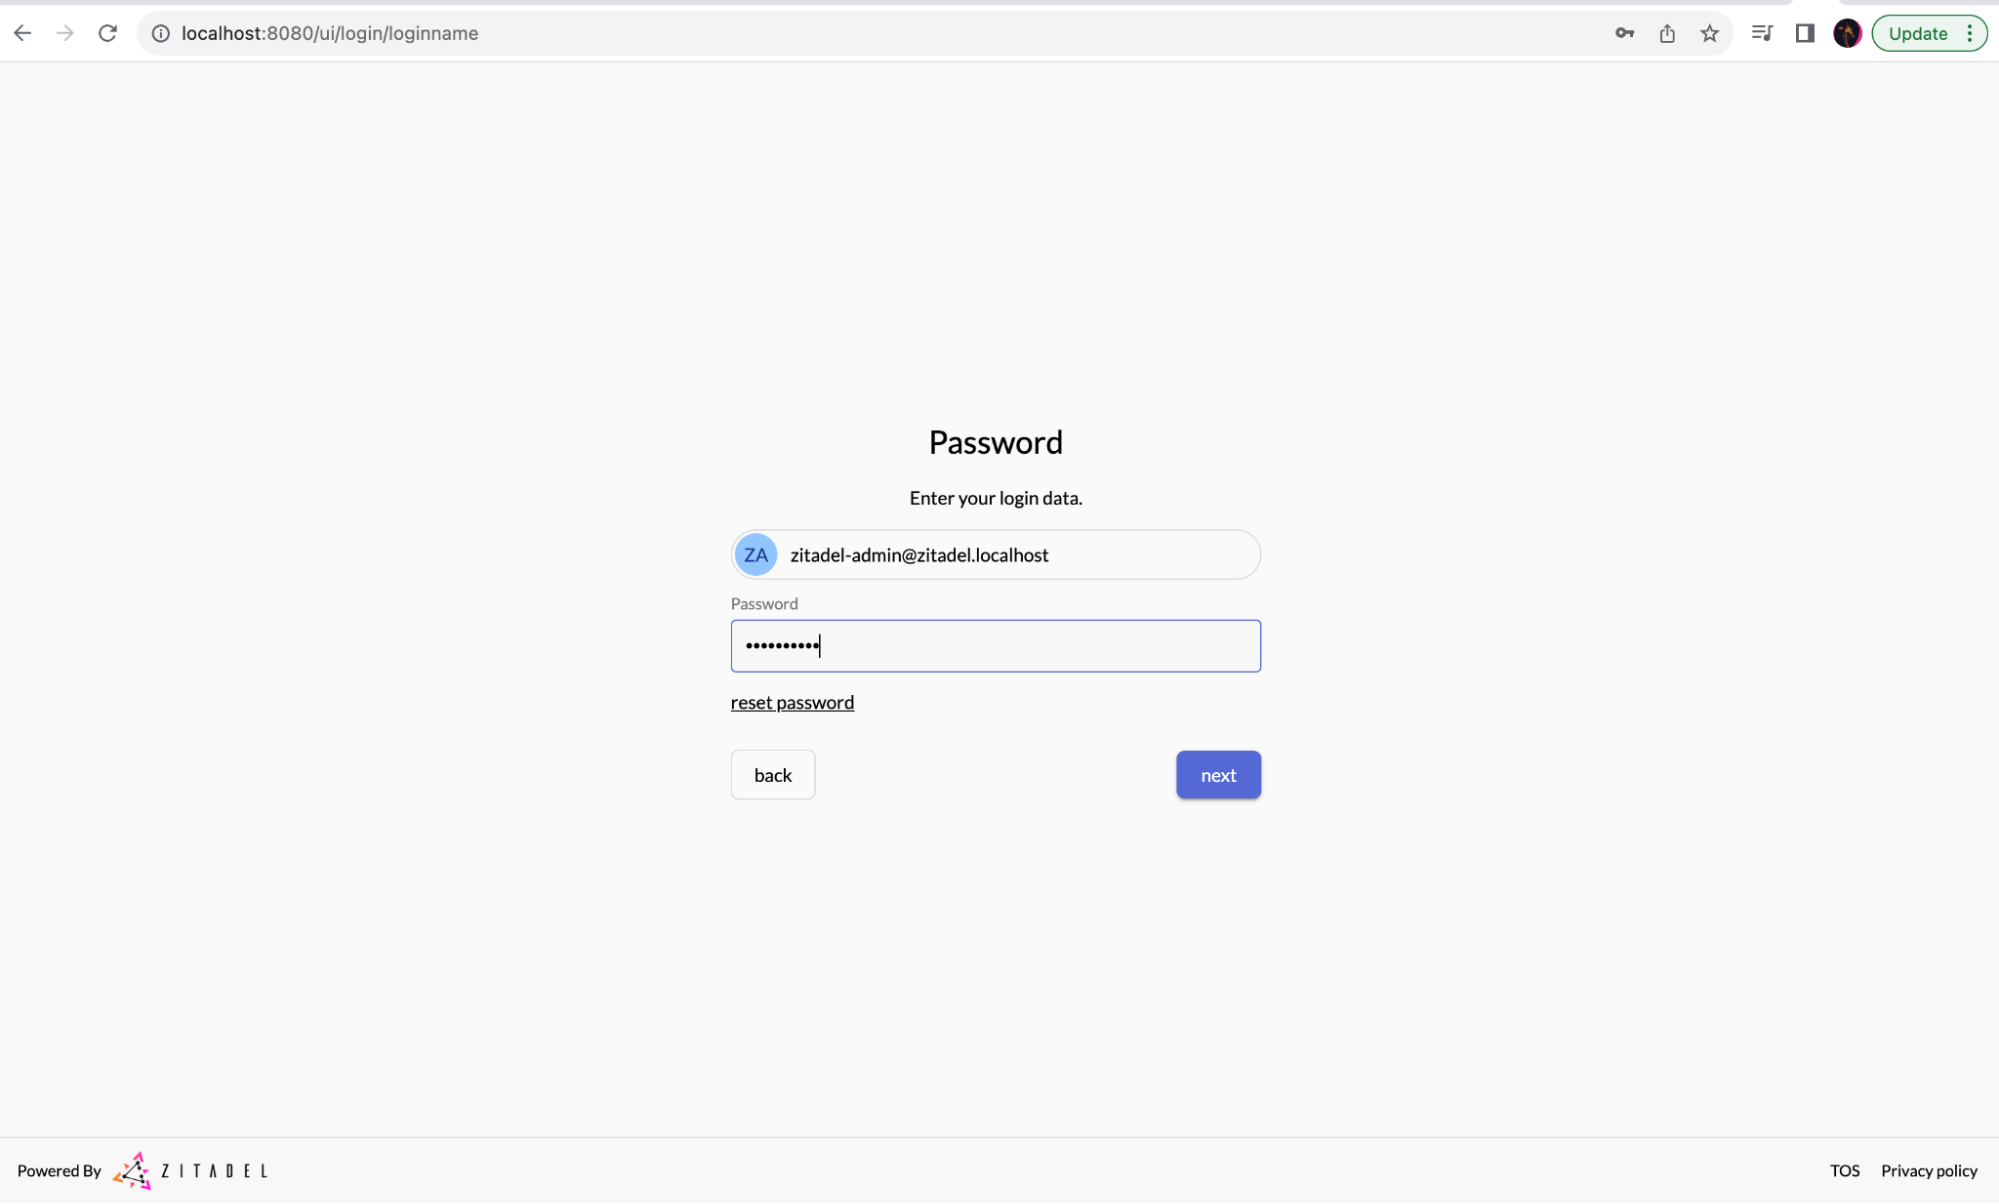 localhost:8080/ui/login/loginname
Update
Password
Enter your login data.
ZA zitadel-admin@zitadel.localhost
Password
••••••••••
reset password
back next
Powered By ZITADEL TOS Privacy policy